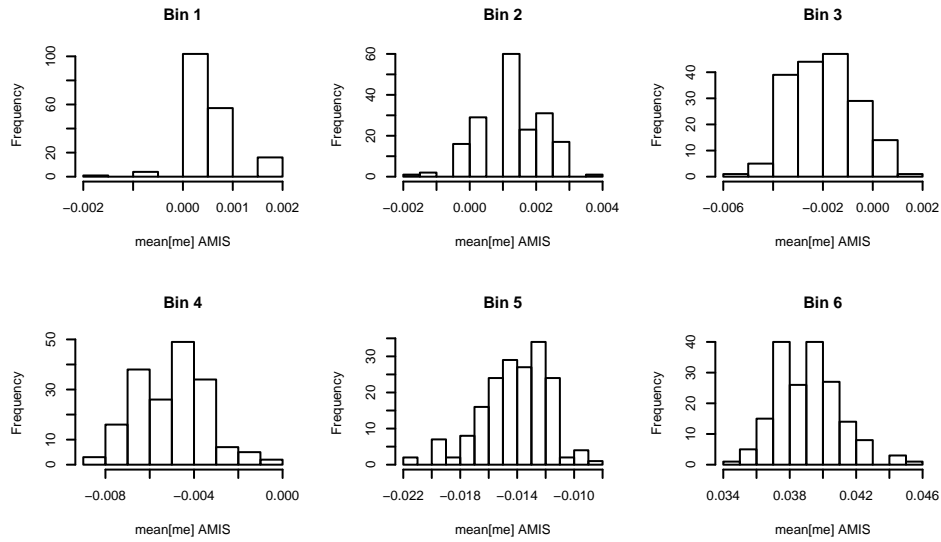 Bin 1
Frequency
0 20 60 100
−0.002 0.000 0.001 0.002
mean[me] AMIS
Bin 2
Frequency
0 20 40 60
−0.002 0.000 0.002 0.004
mean[me] AMIS
Bin 3
Frequency
0 10 20 30 40
−0.006 −0.002 0.000 0.002
mean[me] AMIS
Bin 4
Frequency
0 10 30 50
−0.008 −0.004 0.000
mean[me] AMIS
Bin 5
Frequency
0 10 20 30
−0.022 −0.018 −0.014 −0.010
mean[me] AMIS
Bin 6
Frequency
0 10 20 30 40
0.034 0.038 0.042 0.046
mean[me] AMIS